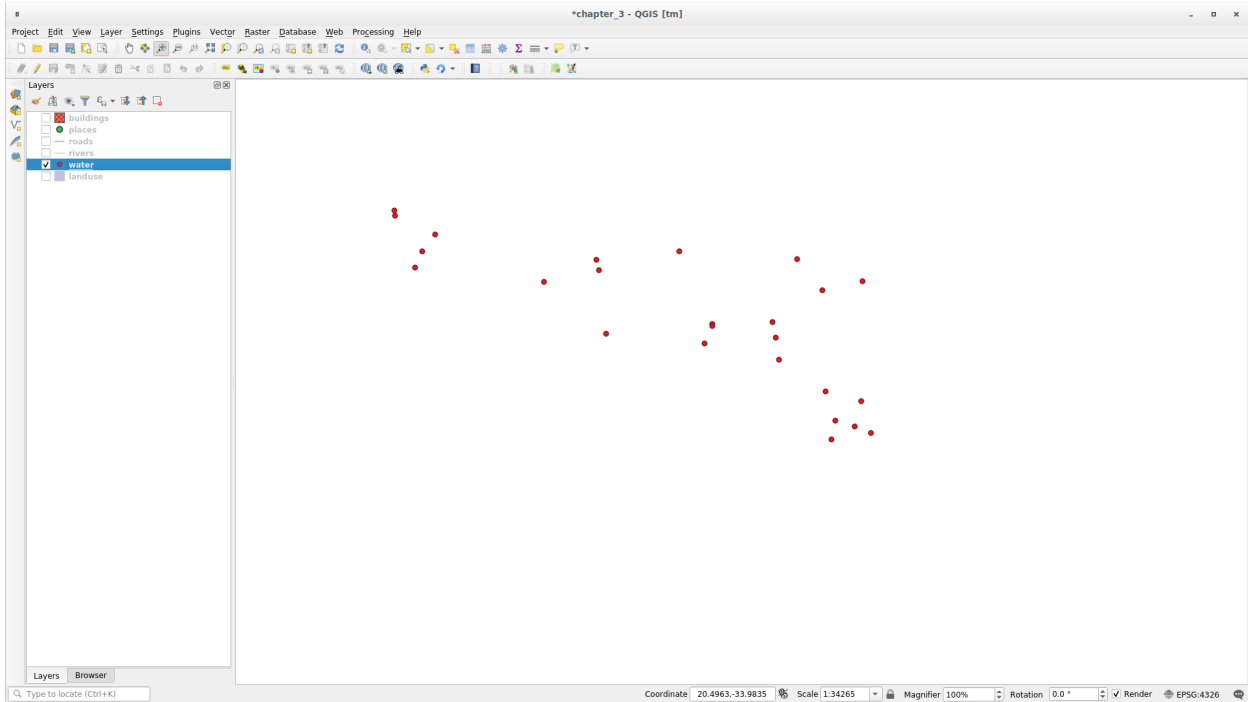 *chapter_3 - QGIS [tm]
Project Edit View Layer Settings Plugins Vector Raster Database Web Processing Help
Layers
buildings
places
roads
rivers
water
landuse
Layers Browser
Type to locate (Ctrl+K) Coordinate 20.4963,-33.9835 Scale 1:34265 Magnifier 100% Rotation 0.0 ° Render EPSG:4326